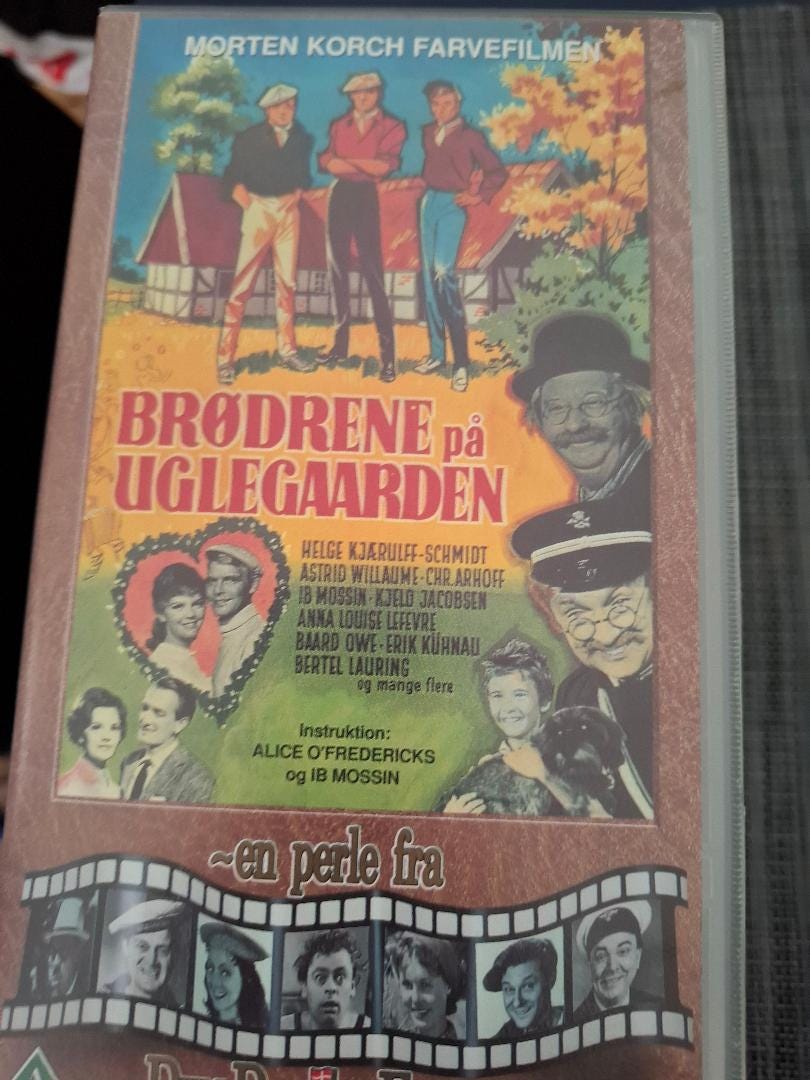 MORTEN KORCH FARVEFILMEN
BRØDRENE på
UGLEGAARDEN
HELGE KJÆRULFF-SCHMIDT
ASTRID WILLAUME · CHR. ARHOFF
IB MOSSIN · KJELD JACOBSEN
ANNA LOUISE LEFEVRE
BAARD OWE · ERIK KÜHNAU
BERTEL LAURING
og mange flere
Instruktion:
ALICE O'FREDERICKS
og IB MOSSIN
~en perle fra